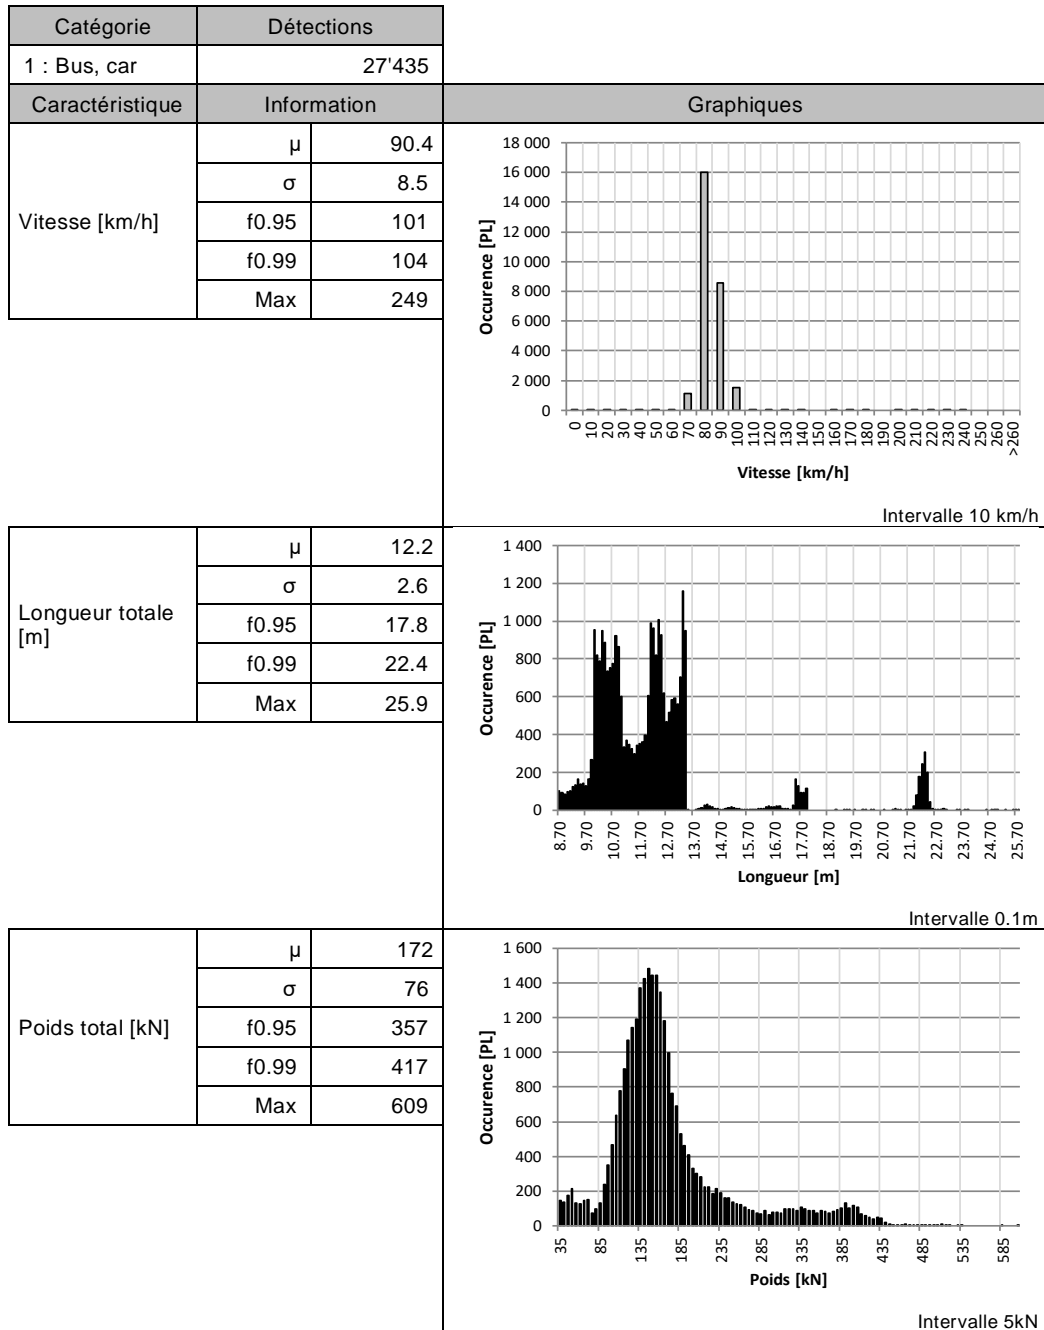 Catégorie Détections
1 : Bus, car 27'435
Caractéristique Information Graphiques
Vitesse [km/h]
µ 90.4
σ 8.5
f0.95 101
f0.99 104
Max 249
Occurence [PL]
18 000
16 000
14 000
12 000
10 000
8 000
6 000
4 000
2 000
0
0 10 20 30 40 50 60 70 80 90 100 110 120 130 140 150 160 170 180 190 200 210 220 230 240 250 260 >260
Vitesse [km/h]
Intervalle 10 km/h
Longueur totale
[m]
µ 12.2
σ 2.6
f0.95 17.8
f0.99 22.4
Max 25.9
Occurence [PL]
1 400
1 200
1 000
800
600
400
200
0
8.70 9.70 10.70 11.70 12.70 13.70 14.70 15.70 16.70 17.70 18.70 19.70 20.70 21.70 22.70 23.70 24.70 25.70
Longueur [m]
Intervalle 0.1m
Poids total [kN]
µ 172
σ 76
f0.95 357
f0.99 417
Max 609
Occurence [PL]
1 600
1 400
1 200
1 000
800
600
400
200
0
35 85 135 185 235 285 335 385 435 485 535 585
Poids [kN]
Intervalle 5kN